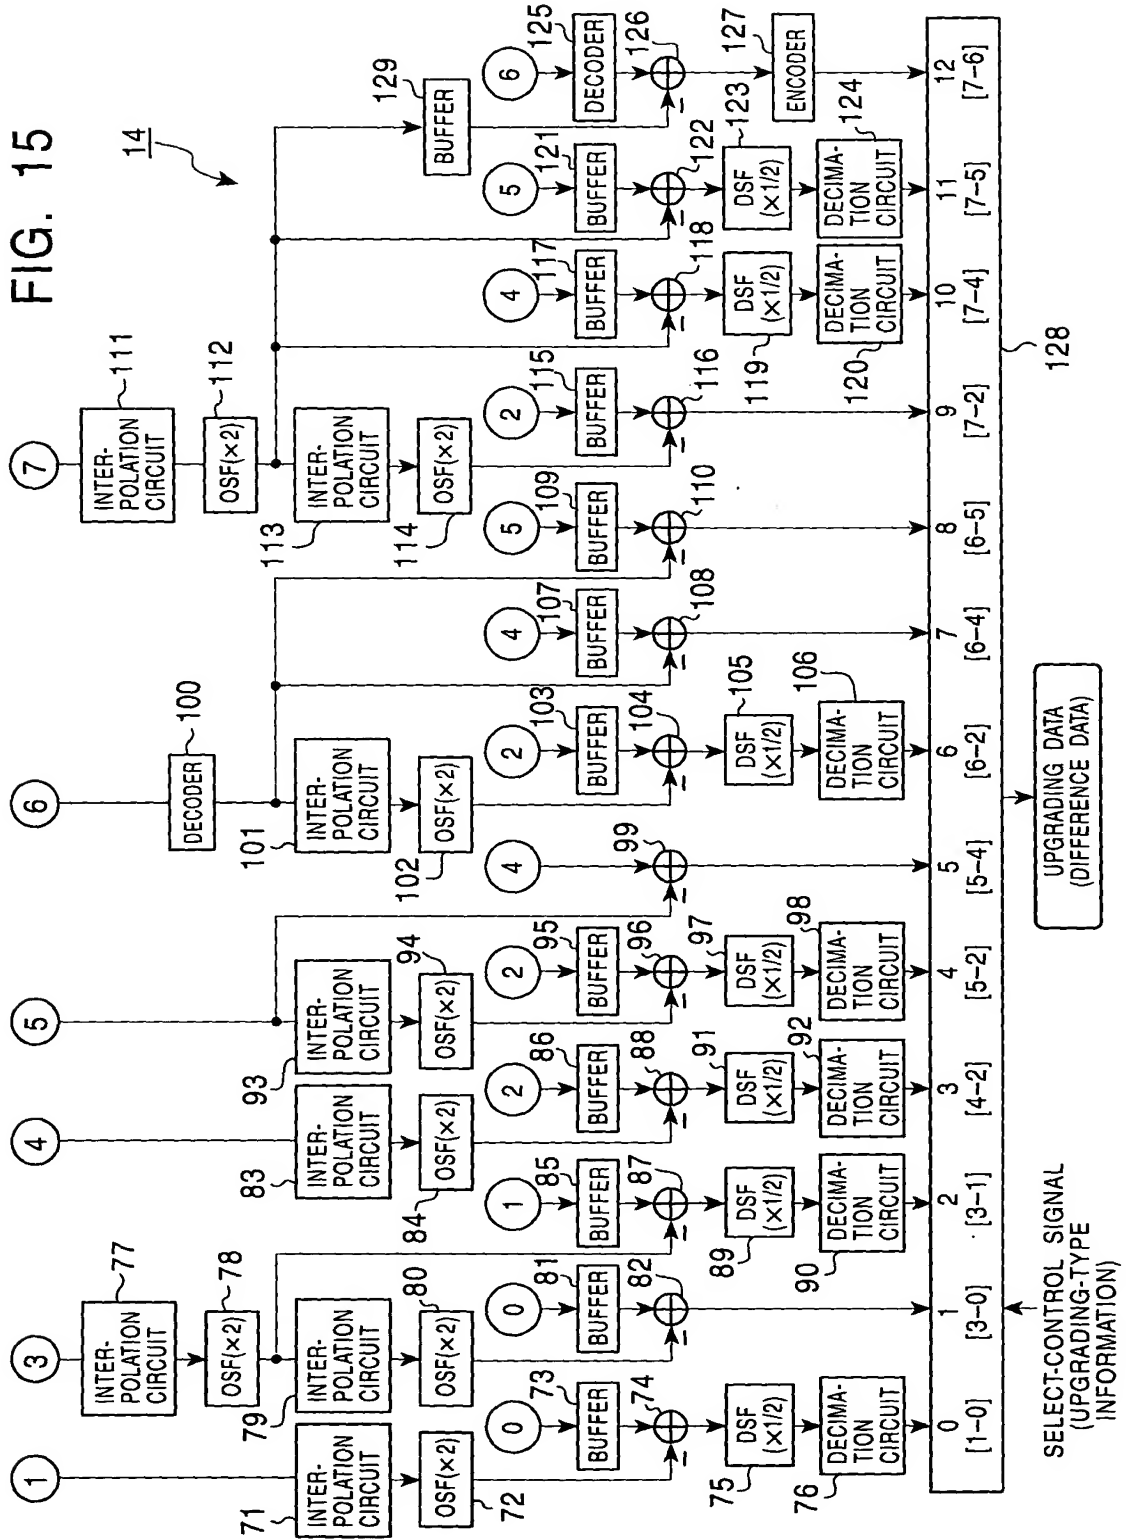 FIG. 15
14
1
3
4
5
6
7
INTER-
POLATION
CIRCUIT
77
OSF(×2)
78
DECODER
100
INTER-
POLATION
CIRCUIT
111
OSF(×2)
112
INTER-
POLATION
CIRCUIT
71
INTER-
POLATION
CIRCUIT
79
INTER-
POLATION
CIRCUIT
83
INTER-
POLATION
CIRCUIT
93
INTER-
POLATION
CIRCUIT
101
INTER-
POLATION
CIRCUIT
113
OSF(×2)
72
OSF(×2)
80
OSF(×2)
84
OSF(×2)
94
OSF(×2)
102
OSF(×2)
114
BUFFER
129
0
0
1
2
2
4
2
4
5
2
4
5
6
BUFFER
73
BUFFER
81
BUFFER
85
BUFFER
86
BUFFER
95
BUFFER
103
BUFFER
107
BUFFER
109
BUFFER
115
BUFFER
117
BUFFER
121
DECODER
125
74
82
87
88
96
99
104
108
110
116
118
122
126
DSF
(×1/2)
75
DSF
(×1/2)
89
DSF
(×1/2)
91
DSF
(×1/2)
97
DSF
(×1/2)
105
DSF
(×1/2)
119
DSF
(×1/2)
123
ENCODER
127
DECIMA-
TION
CIRCUIT
76
DECIMA-
TION
CIRCUIT
90
DECIMA-
TION
CIRCUIT
92
DECIMA-
TION
CIRCUIT
98
DECIMA-
TION
CIRCUIT
106
DECIMA-
TION
CIRCUIT
120
DECIMA-
TION
CIRCUIT
124
0 1 2 3 4 5 6 7 8 9 10 11 12
[1-0] [3-0] [3-1] [4-2] [5-2] [5-4] [6-2] [6-4] [6-5] [7-2] [7-4] [7-5] [7-6]
128
SELECT-CONTROL SIGNAL
(UPGRADING-TYPE
INFORMATION)
UPGRADING DATA
(DIFFERENCE DATA)